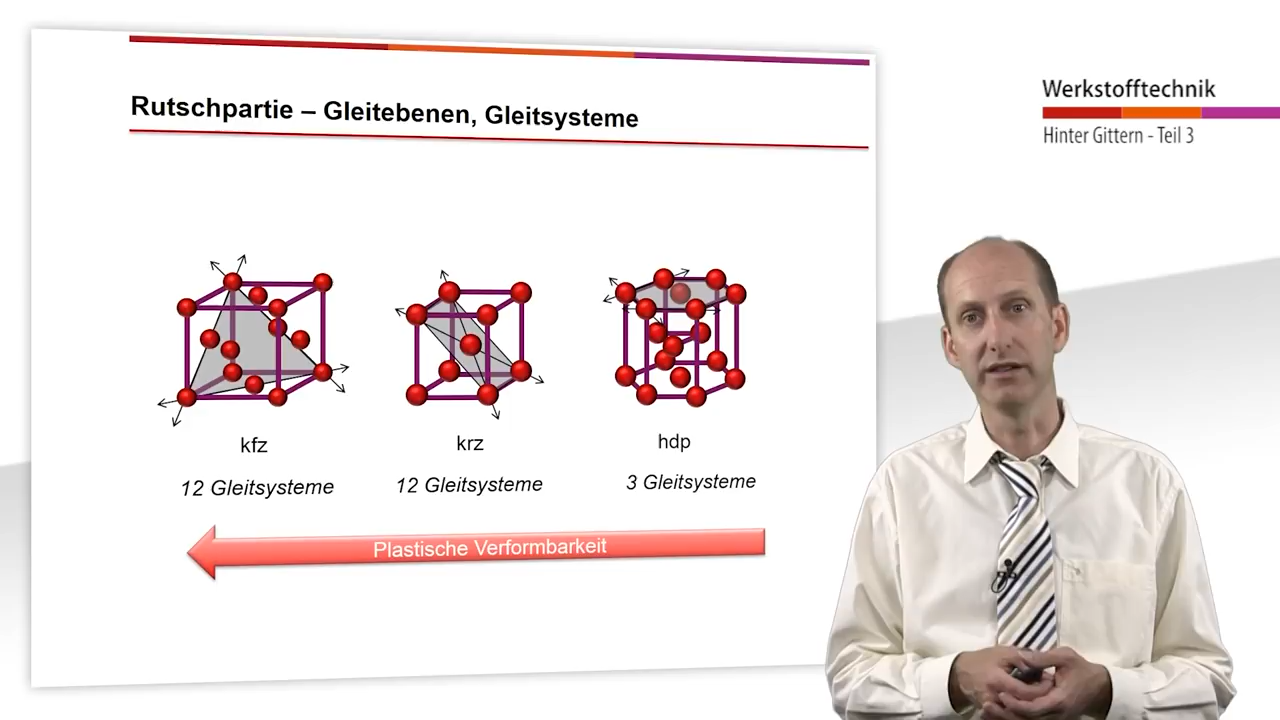 Rutschpartie – Gleitebenen, Gleitsysteme
Werkstofftechnik
Hinter Gittern - Teil 3
kfz
krz
hdp
12 Gleitsysteme
12 Gleitsysteme
3 Gleitsysteme
Plastische Verformbarkeit